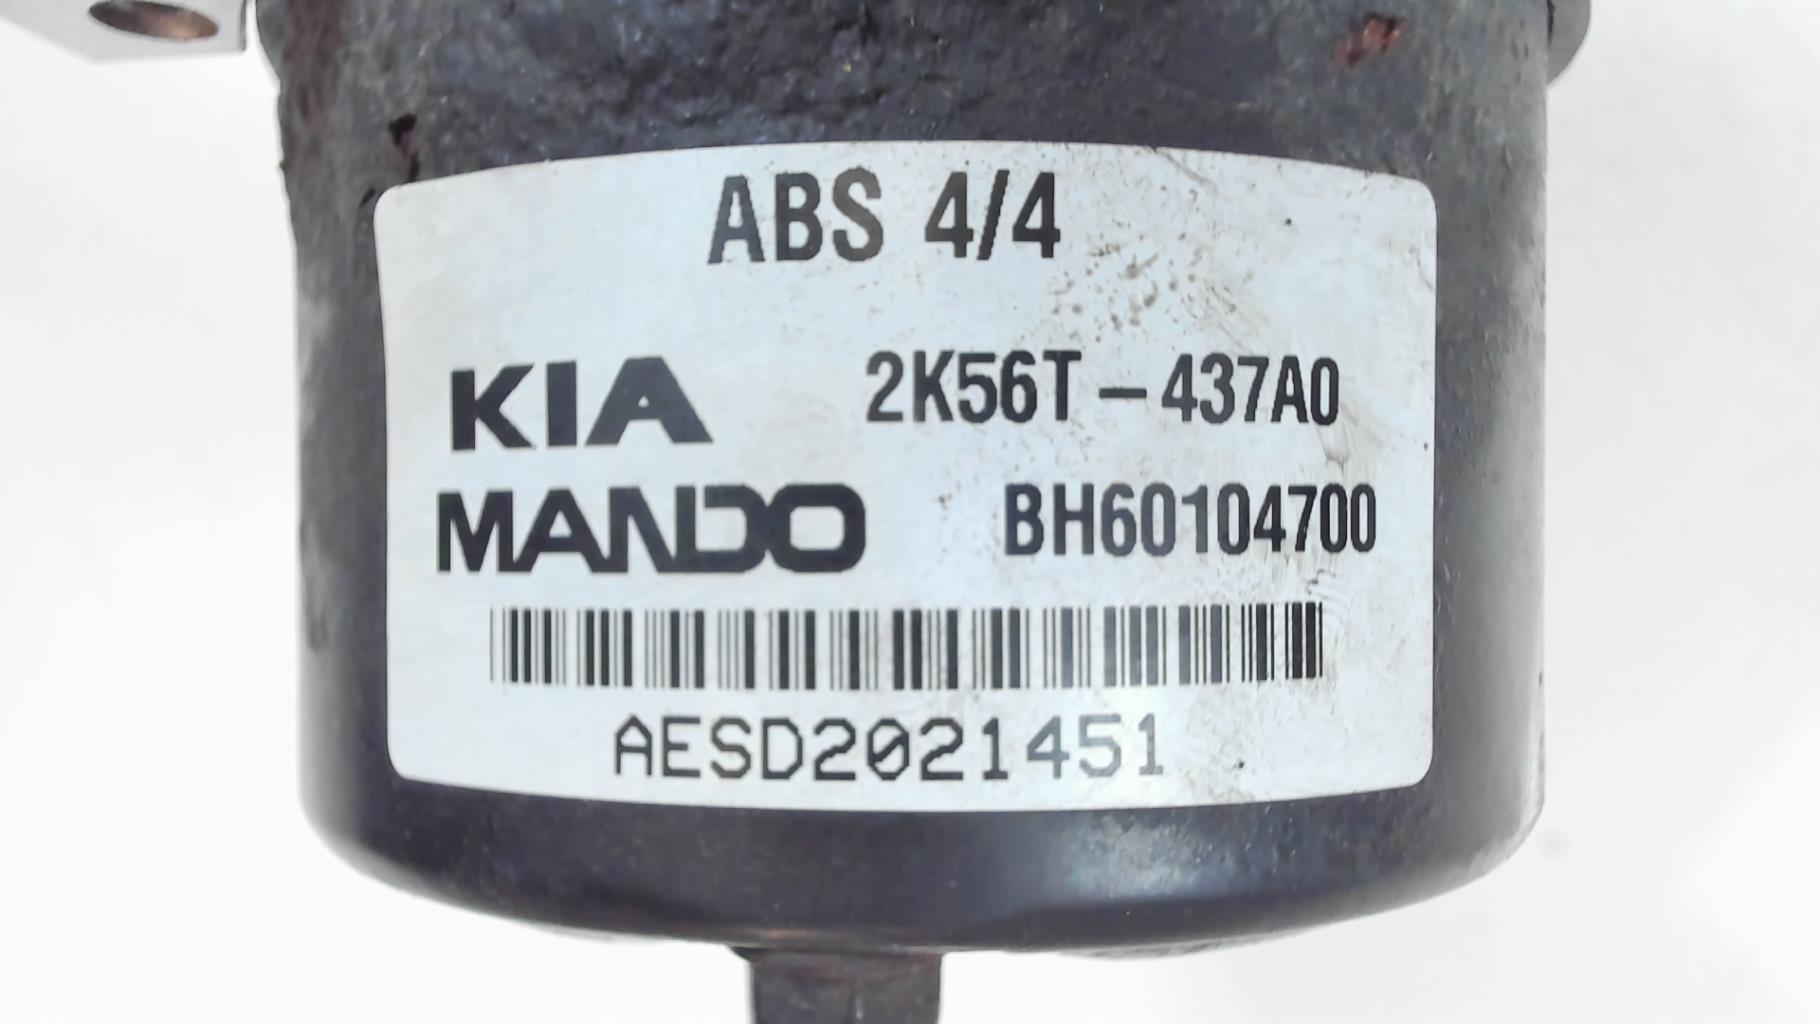 ABS 4/4
KIA 2K56T-437A0
MANDO BH60104700
AESD2021451